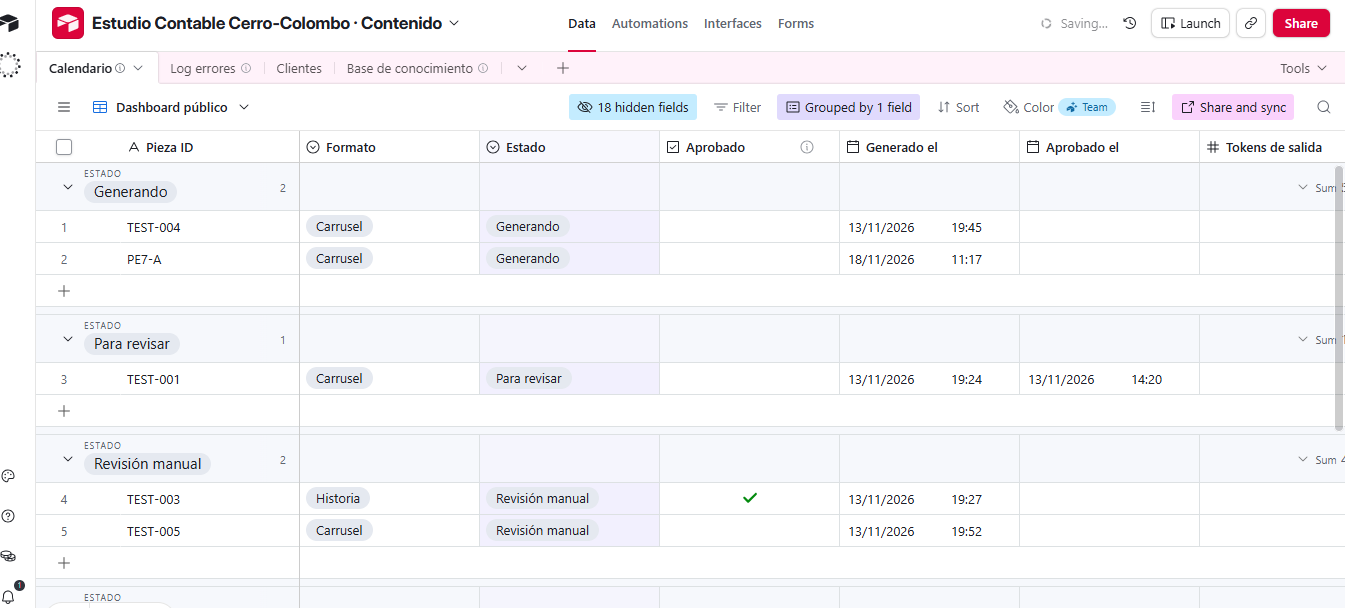 Estudio Contable Cerro-Colombo · Contenido
Data Automations Interfaces Forms
Saving... Launch Share
Calendario Log errores Clientes Base de conocimiento Tools
Dashboard público 18 hidden fields Filter Grouped by 1 field Sort Color Team Share and sync
Pieza ID Formato Estado Aprobado Generado el Aprobado el Tokens de salida
ESTADO
Generando 2 Sum
1 TEST-004 Carrusel Generando 13/11/2026 19:45
2 PE7-A Carrusel Generando 18/11/2026 11:17
ESTADO
Para revisar 1 Sum
3 TEST-001 Carrusel Para revisar 13/11/2026 19:24 13/11/2026 14:20
ESTADO
Revisión manual 2 Sum
4 TEST-003 Historia Revisión manual 13/11/2026 19:27
5 TEST-005 Carrusel Revisión manual 13/11/2026 19:52
1
ESTADO